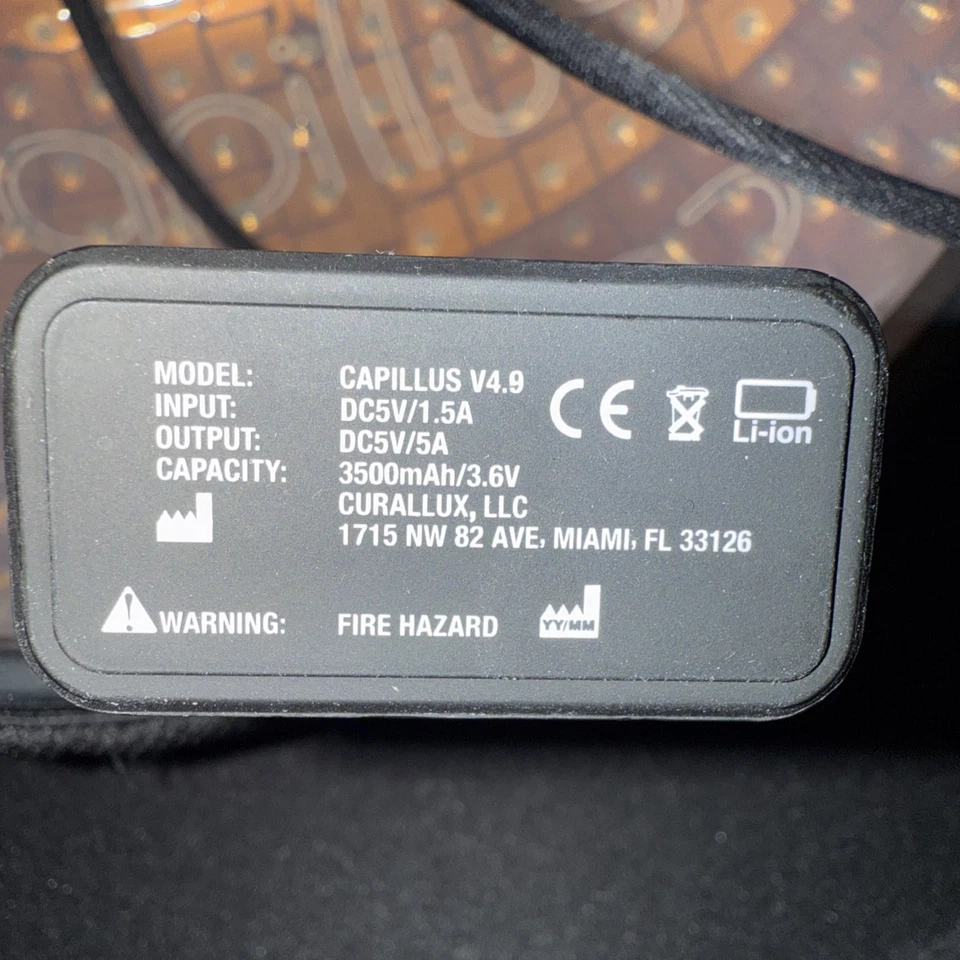 capillus
MODEL: CAPILLUS V4.9
INPUT: DC5V/1.5A
OUTPUT: DC5V/5A
CAPACITY: 3500mAh/3.6V
CURALLUX, LLC
1715 NW 82 AVE, MIAMI, FL 33126
CE
Li-ion
WARNING: FIRE HAZARD
YY/MM